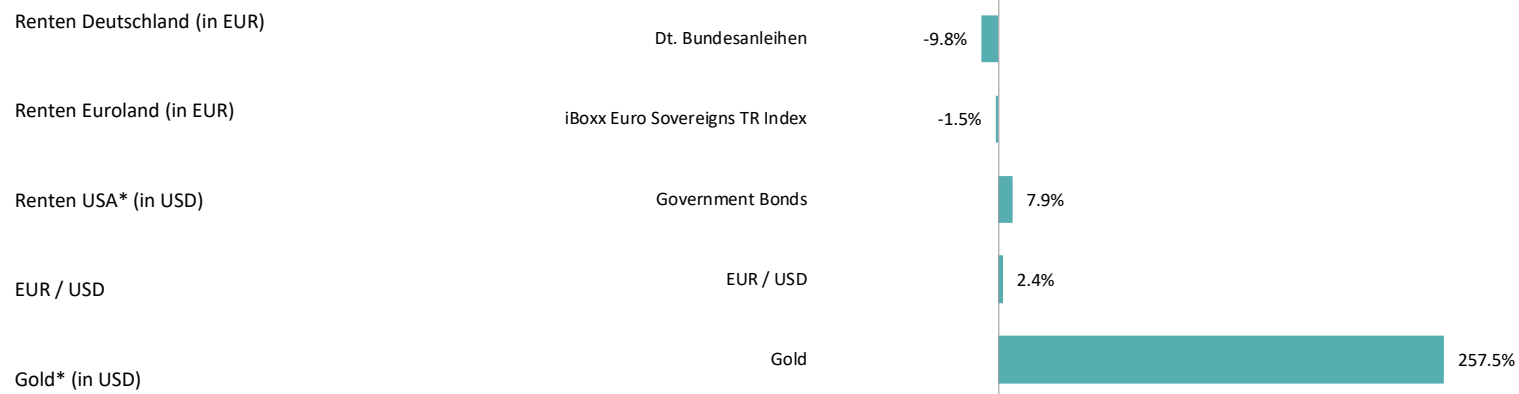 Renten Deutschland (in EUR)
Dt. Bundesanleihen
-9.8%
Renten Euroland (in EUR)
iBoxx Euro Sovereigns TR Index
-1.5%
Renten USA* (in USD)
Government Bonds
7.9%
EUR / USD
EUR / USD
2.4%
Gold* (in USD)
Gold
257.5%